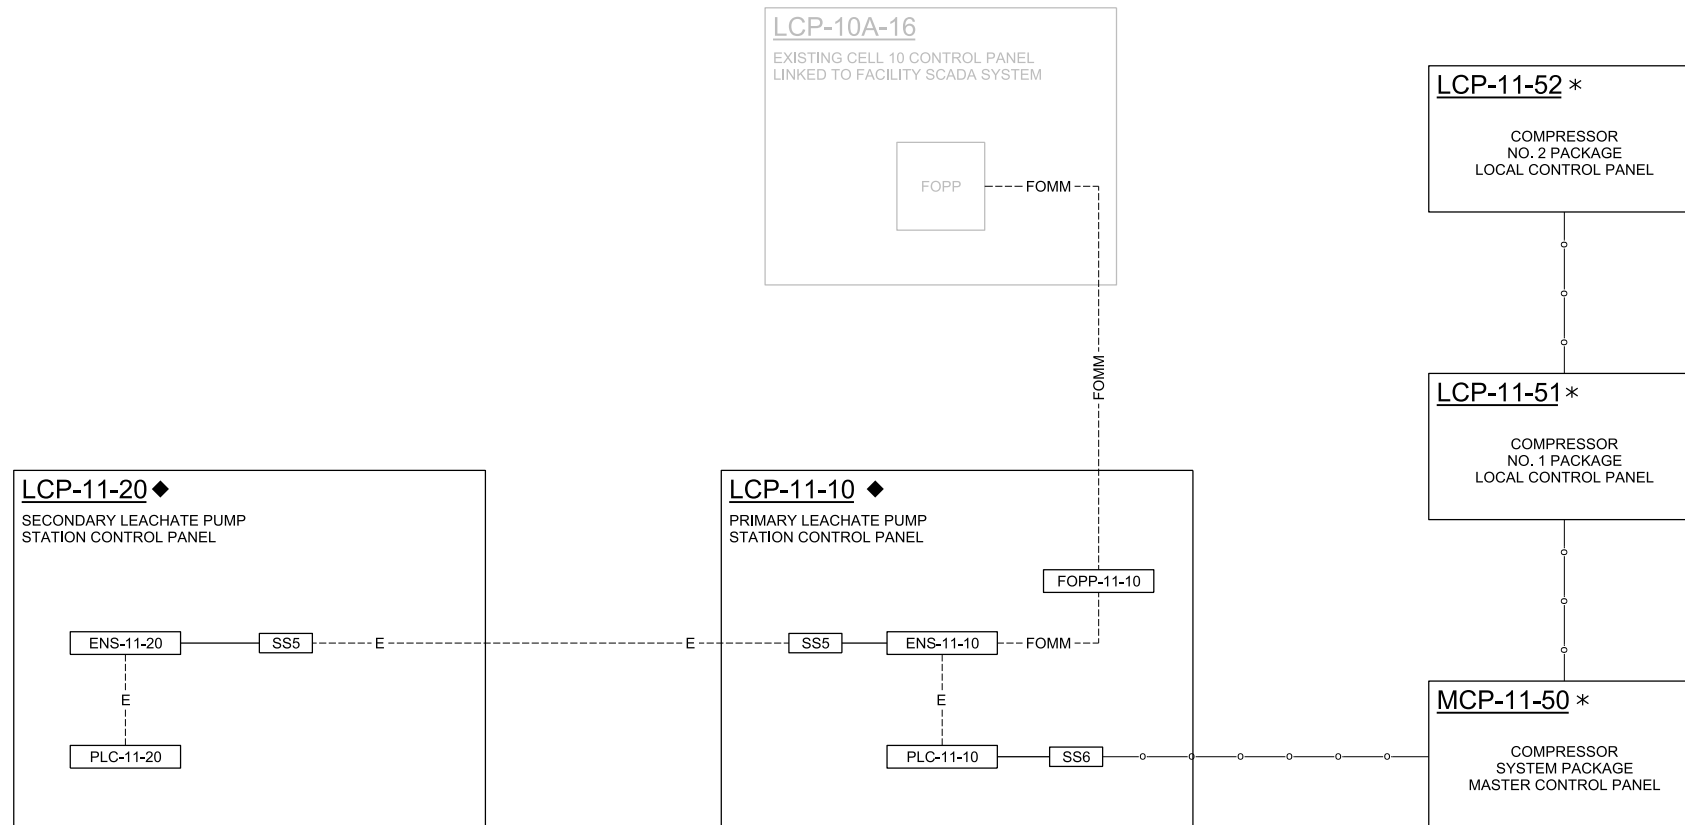 LCP-10A-16
EXISTING CELL 10 CONTROL PANEL
LINKED TO FACILITY SCADA SYSTEM
FOPP
FOMM
FOMM
LCP-11-52 *
COMPRESSOR
NO. 2 PACKAGE
LOCAL CONTROL PANEL
LCP-11-51 *
COMPRESSOR
NO. 1 PACKAGE
LOCAL CONTROL PANEL
LCP-11-20 ◆
SECONDARY LEACHATE PUMP
STATION CONTROL PANEL
ENS-11-20
SS5
E
E
E
PLC-11-20
LCP-11-10 ◆
PRIMARY LEACHATE PUMP
STATION CONTROL PANEL
FOPP-11-10
SS5
ENS-11-10
FOMM
E
PLC-11-10
SS6
MCP-11-50 *
COMPRESSOR
SYSTEM PACKAGE
MASTER CONTROL PANEL